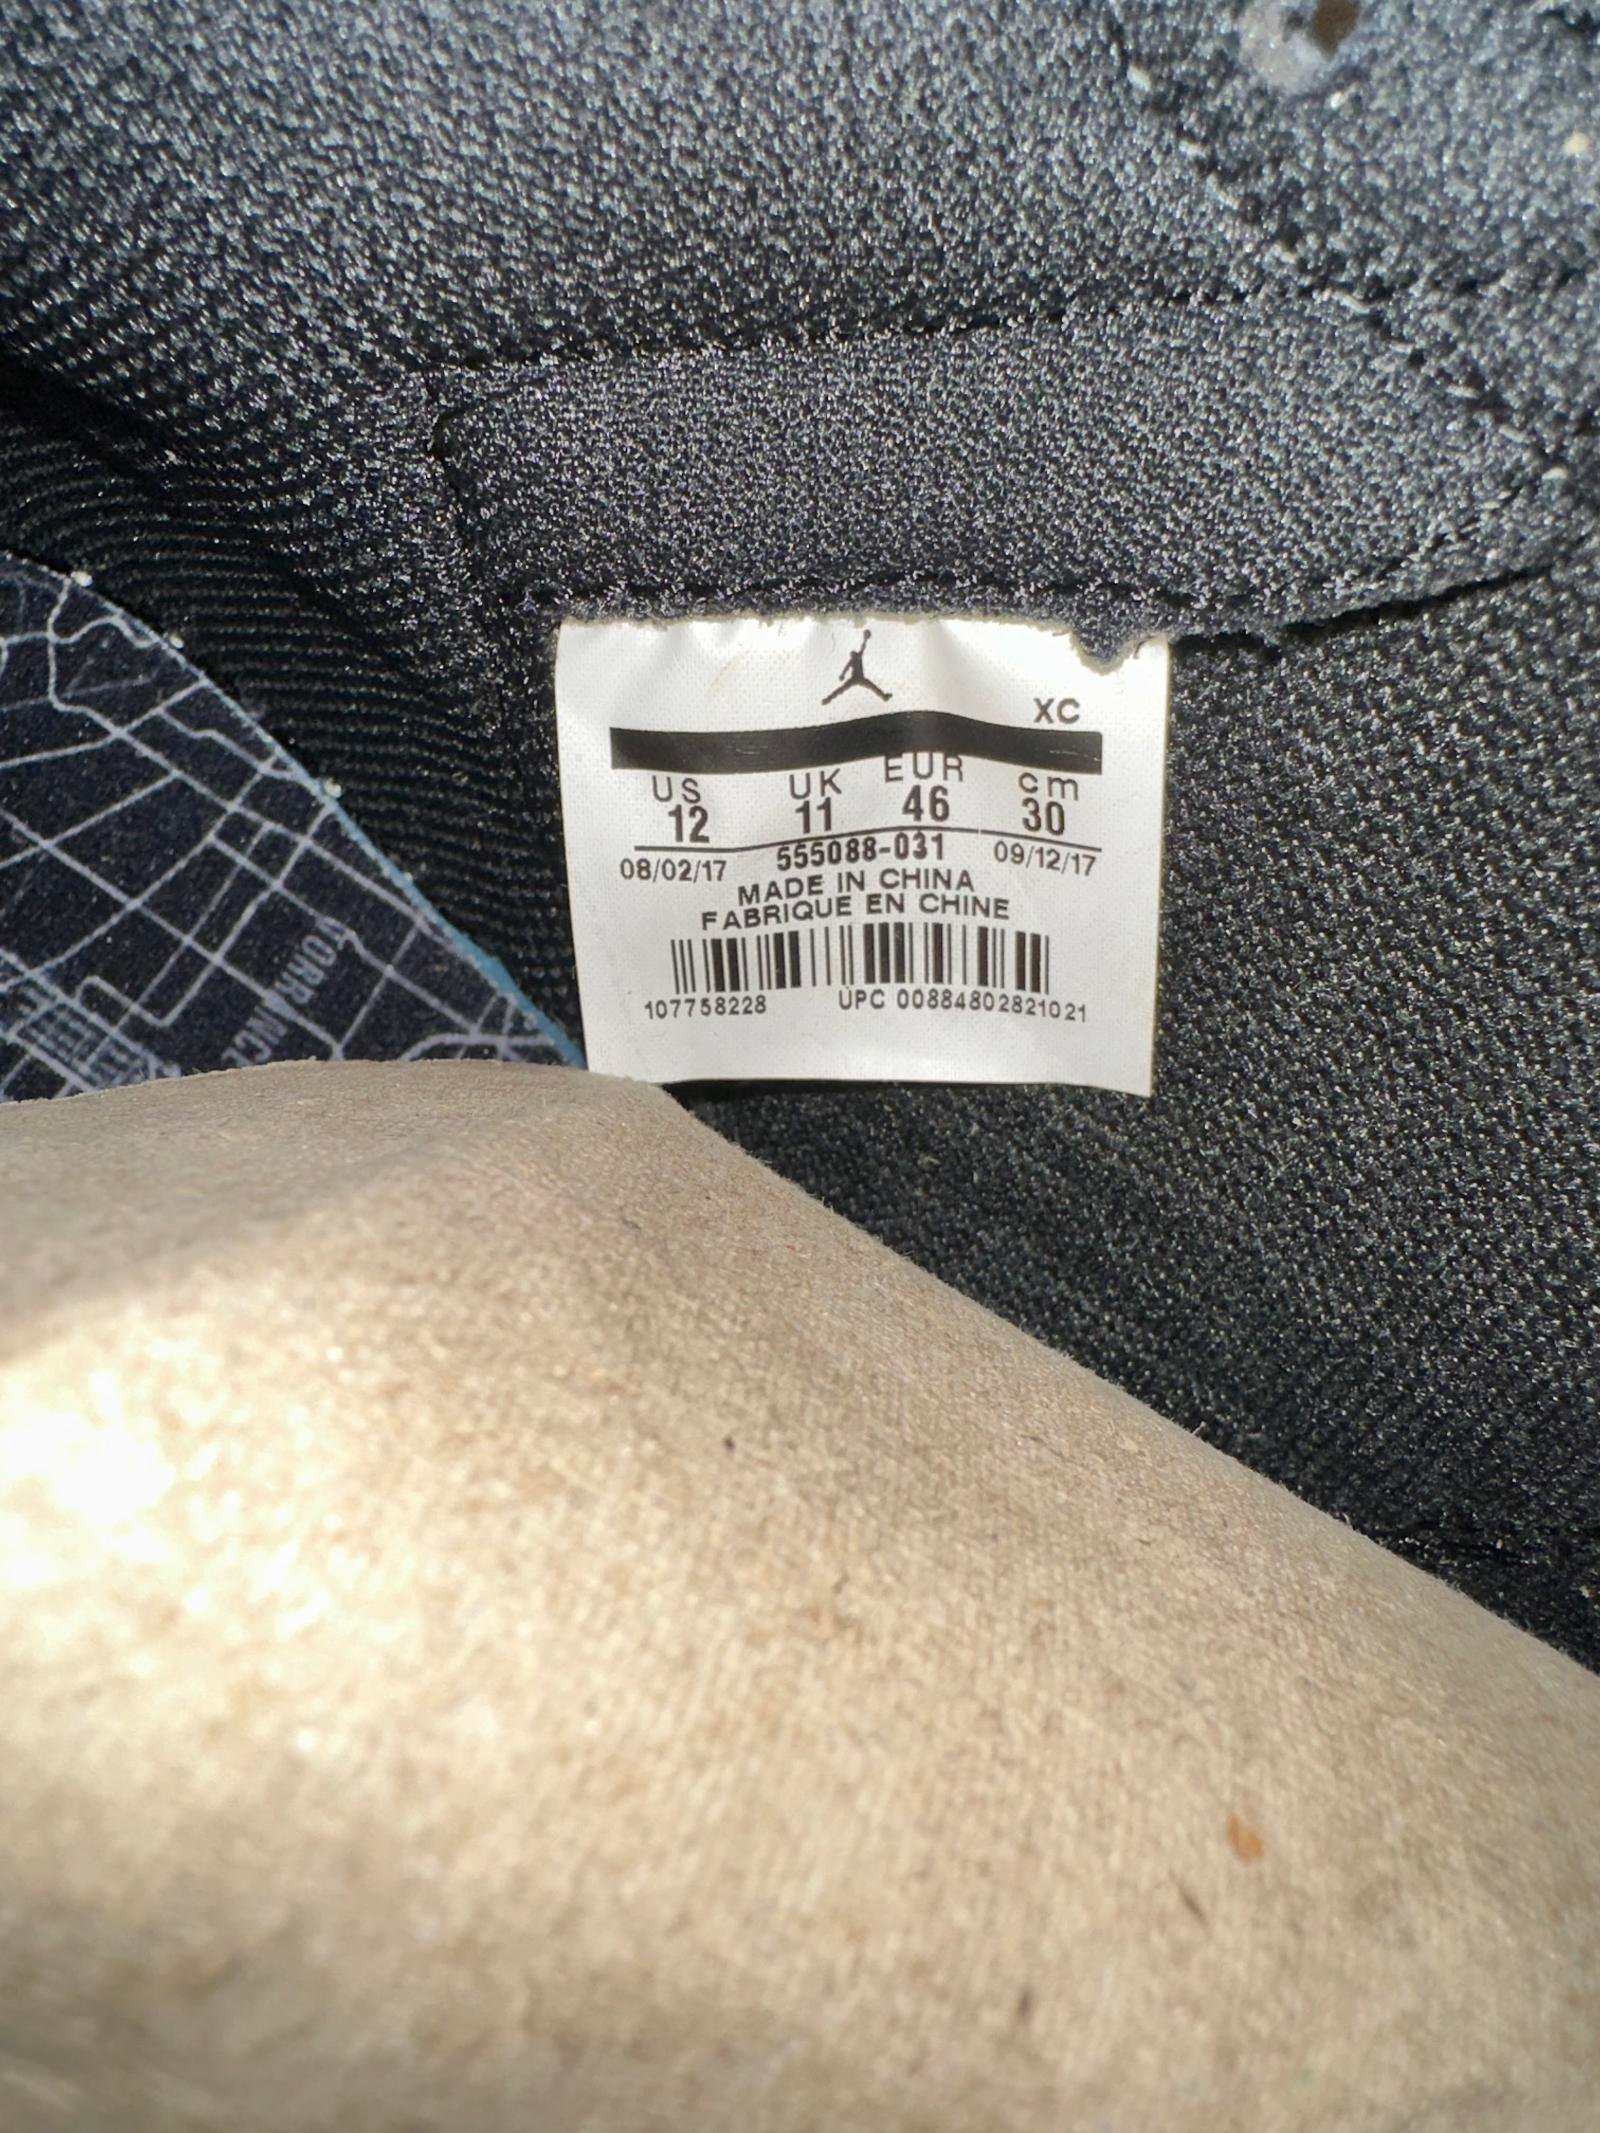 XC
US UK EUR cm
12 11 46 30
08/02/17 555088-031 09/12/17
MADE IN CHINA
FABRIQUE EN CHINE
107758228 UPC 00884802821021
TORRANCE